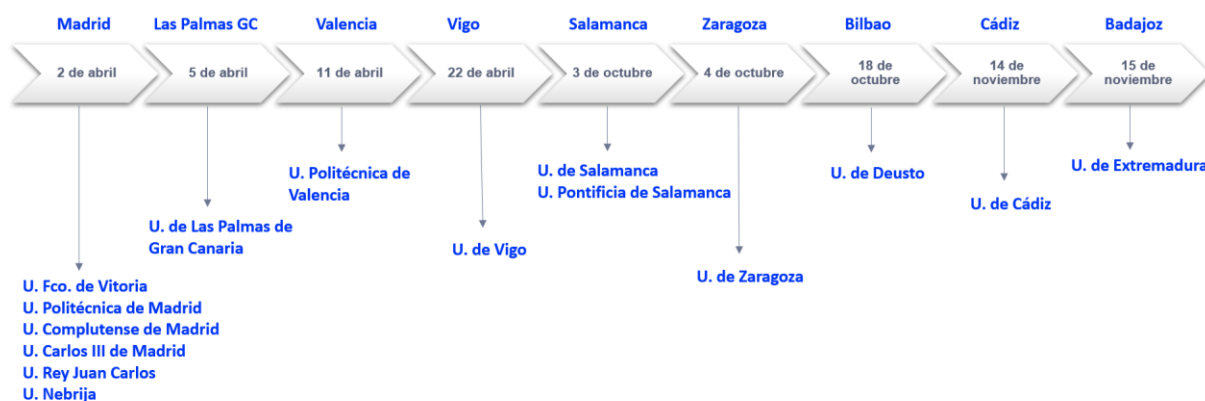 Madrid
Las Palmas GC
Valencia
Vigo
Salamanca
Zaragoza
Bilbao
Cádiz
Badajoz
2 de abril
5 de abril
11 de abril
22 de abril
3 de octubre
4 de octubre
18 de
octubre
14 de
noviembre
15 de
noviembre
U. Politécnica de
Valencia
U. de Salamanca
U. Pontificia de Salamanca
U. de Deusto
U. de Extremadura
U. de Cádiz
U. de Las Palmas de
Gran Canaria
U. de Vigo
U. de Zaragoza
U. Fco. de Vitoria
U. Politécnica de Madrid
U. Complutense de Madrid
U. Carlos III de Madrid
U. Rey Juan Carlos
U. Nebrija